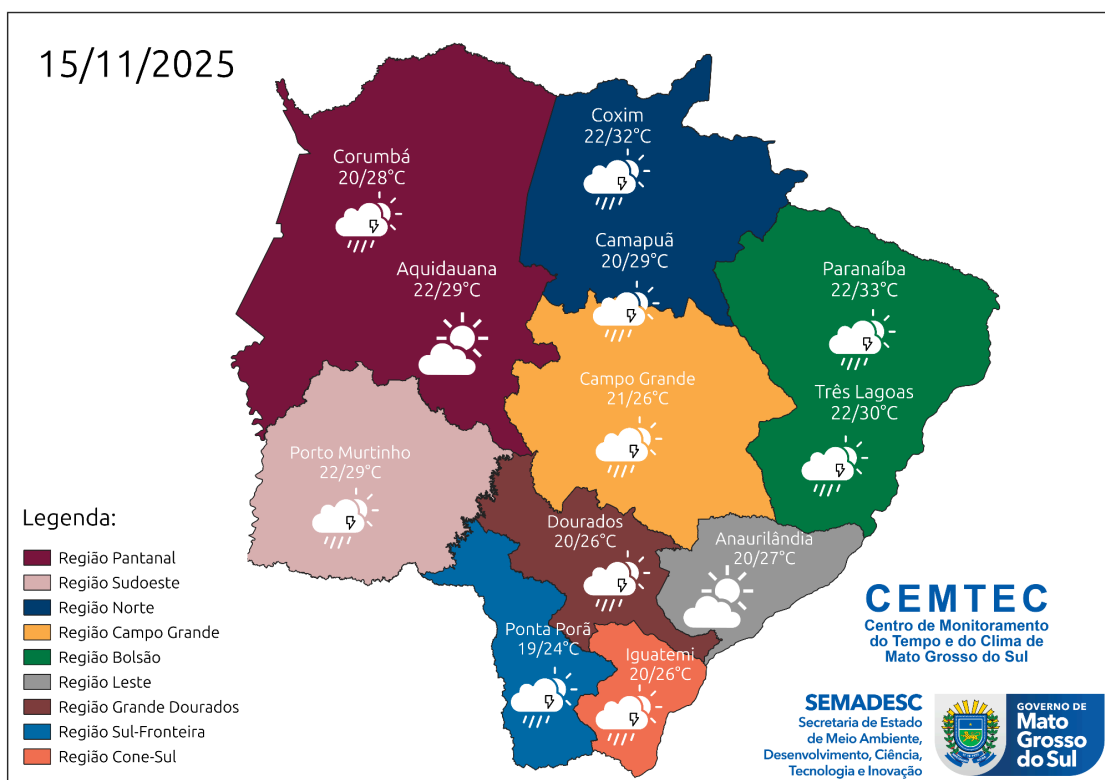 15/11/2025
Coxim
22/32°C
Corumbá
20/28°C
Camapuã
20/29°C
Aquidauana
22/29°C
Paranaíba
22/33°C
Campo Grande
21/26°C
Três Lagoas
22/30°C
Porto Murtinho
22/29°C
Dourados
20/26°C
Anaurilândia
20/27°C
Ponta Porã
19/24°C
Iguatemi
20/26°C
Legenda:
Região Pantanal
Região Sudoeste
Região Norte
Região Campo Grande
Região Bolsão
Região Leste
Região Grande Dourados
Região Sul-Fronteira
Região Cone-Sul
CEMTEC
Centro de Monitoramento
do Tempo e do Clima de
Mato Grosso do Sul
SEMADESC
Secretaria de Estado
de Meio Ambiente,
Desenvolvimento, Ciência,
Tecnologia e Inovação
GOVERNO DE
Mato
Grosso
do Sul